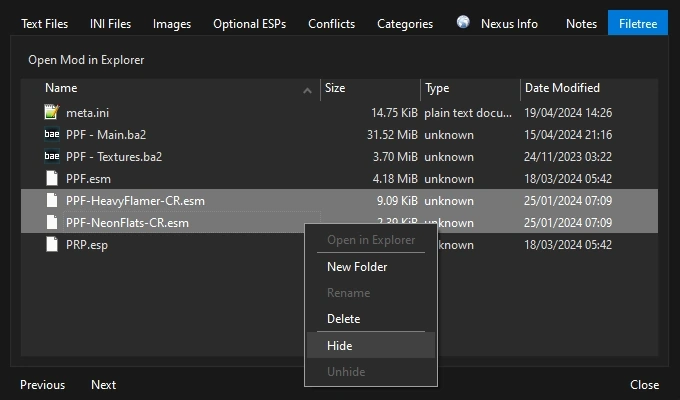 Text Files INI Files Images Optional ESPs Conflicts Categories Nexus Info Notes Filetree
Open Mod in Explorer
Name Size Type Date Modified
meta.ini 14.75 KiB plain text docu... 19/04/2024 14:26
bae PPF - Main.ba2 31.52 MiB unknown 15/04/2024 21:16
bae PPF - Textures.ba2 3.70 MiB unknown 24/11/2023 03:22
PPF.esm 4.18 MiB unknown 18/03/2024 05:42
PPF-HeavyFlamer-CR.esm 9.09 KiB unknown 25/01/2024 07:09
PPF-NeonFlats-CR.esm 2.39 KiB unknown 25/01/2024 07:09
PRP.esp known 18/03/2024 05:42
Open in Explorer
New Folder
Rename
Delete
Hide
Unhide
Previous Next Close